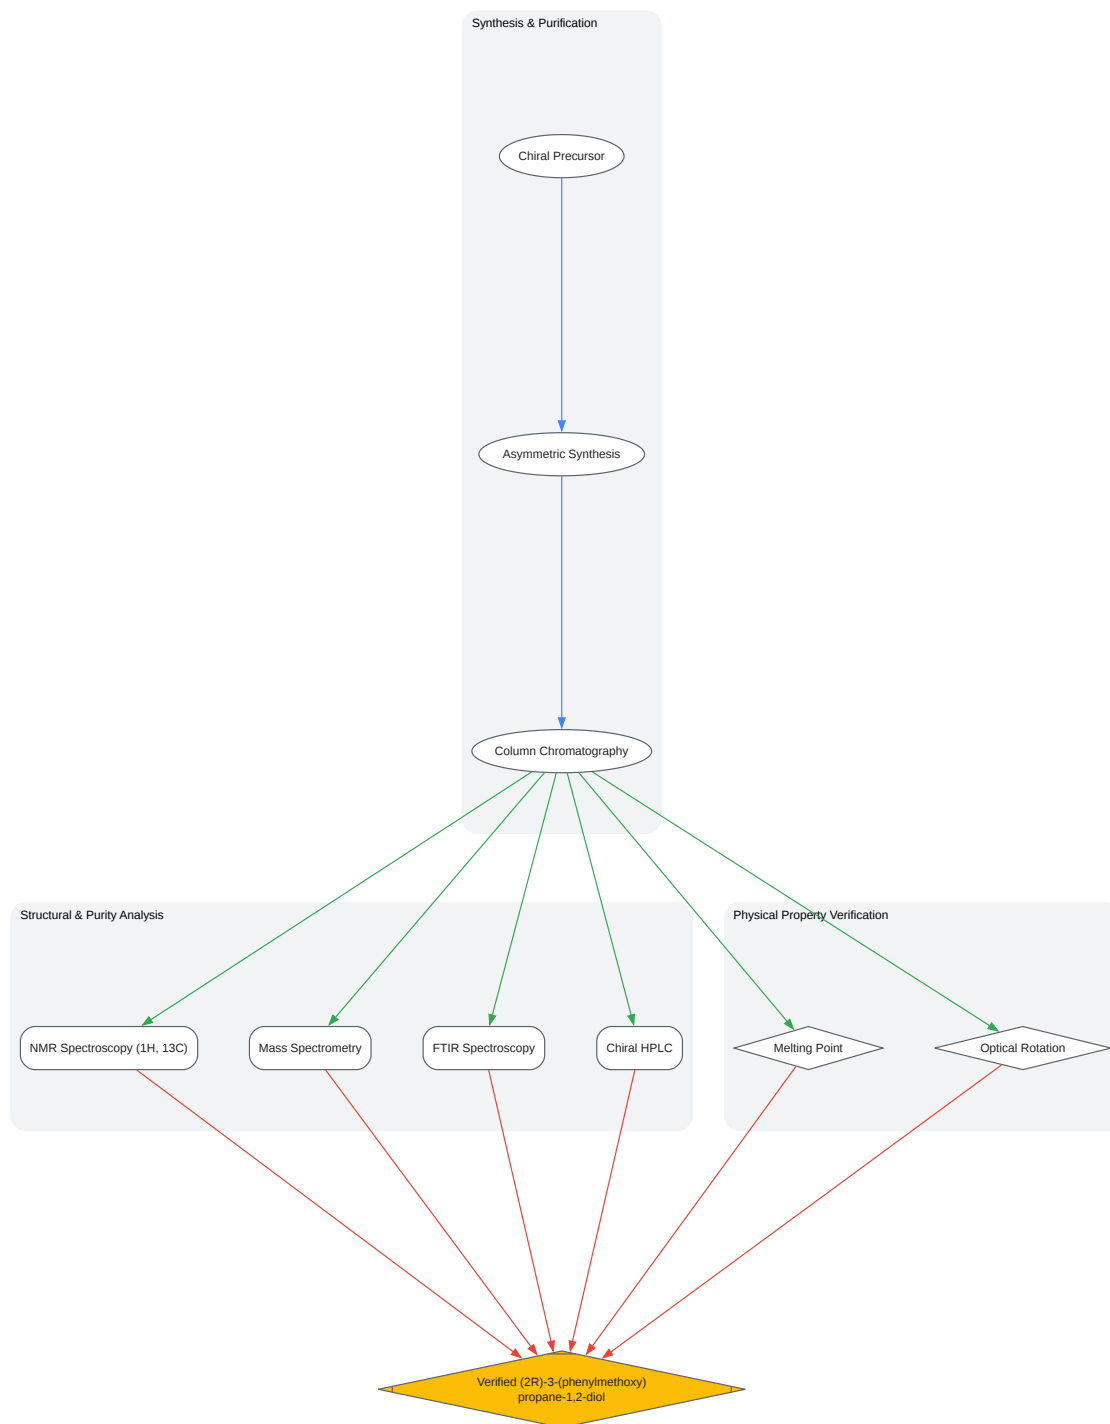 Synthesis & Purification
Chiral Precursor
Asymmetric Synthesis
Column Chromatography
Structural & Purity Analysis
Physical Property Verification
NMR Spectroscopy (1H, 13C)
Mass Spectrometry
FTIR Spectroscopy
Chiral HPLC
Melting Point
Optical Rotation
Verified (2R)-3-(phenylmethoxy)
propane-1,2-diol